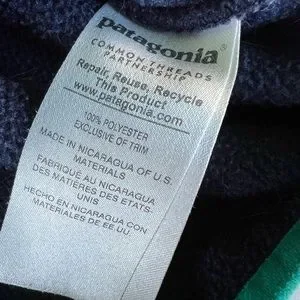 patagonia®
COMMON THREADS
PARTNERSHIP
Repair, Reuse, Recycle
This Product
www.patagonia.com
100% POLYESTER
EXCLUSIVE OF TRIM
MADE IN NICARAGUA OF U.S.
MATERIALS
FABRIQUÉ AU NICARAGUA
DES MATIÈRES DES ETATS-
UNIS
HECHO EN NICARAGUA CON
MATERIALES DE EE.UU.